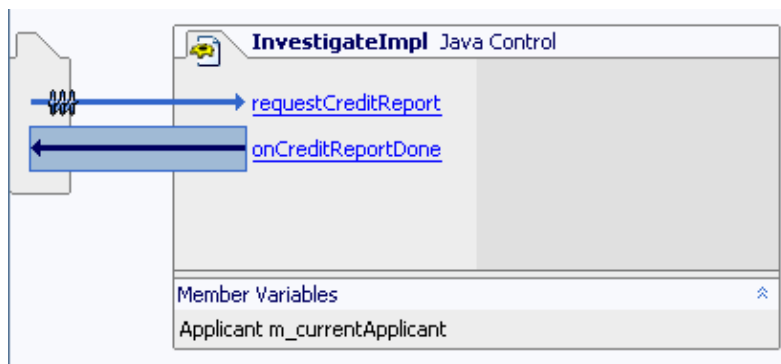 InvestigateImpl Java Control
requestCreditReport
onCreditReportDone
Member Variables
Applicant m_currentApplicant